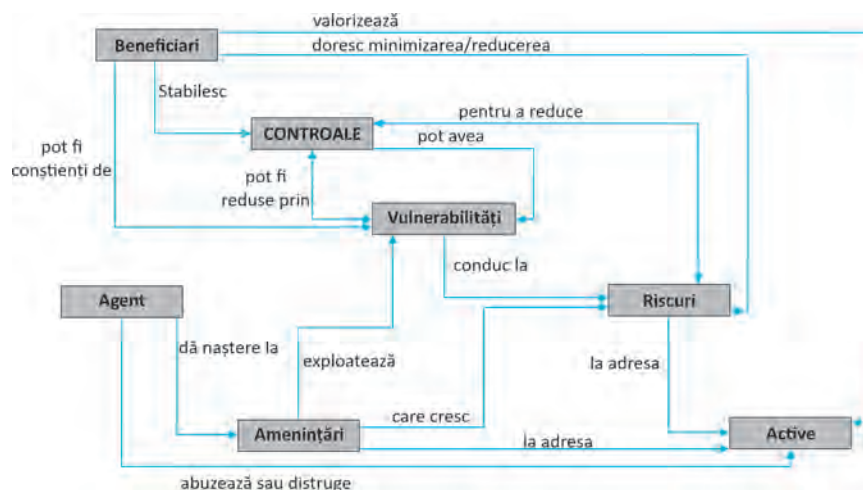 valorizează
Beneficiari
doresc minimizarea/reducerea
Stabilesc
pentru a reduce
CONTROALE
pot avea
pot fi
conștienți de
pot fi
reduse prin
Vulnerabilități
conduc la
Agent
Riscuri
dă naștere la
exploatează
la adresa
care cresc
Amenințări
la adresa
Active
abuzează sau distruge